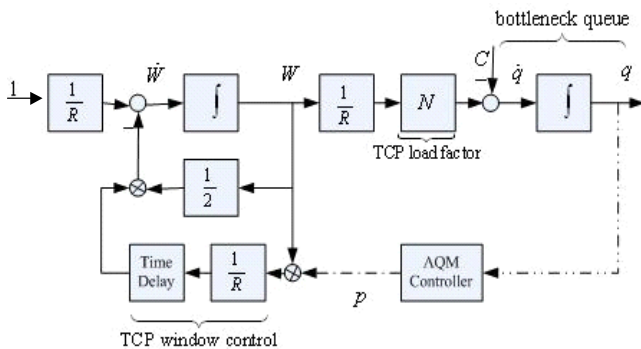 bottleneck queue
1
1
R
Ẇ
∫
W
1
R
N
C
q̇
∫
q
TCP load factor
1
2
Time
Delay
1
R
p
AQM
Controller
TCP window control